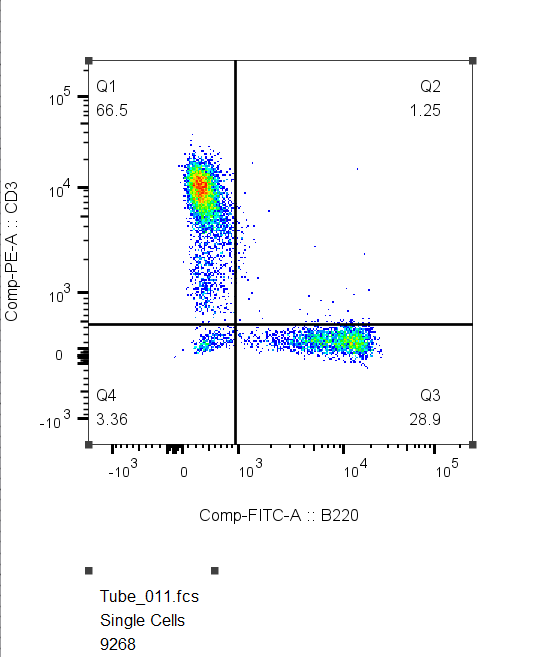 Q1
66.5
Q2
1.25
10^5
10^4
10^3
0
-10^3
Comp-PE-A :: CD3
Q4
3.36
Q3
28.9
-10^3
0
10^3
10^4
10^5
Comp-FITC-A :: B220
Tube_011.fcs
Single Cells
9268